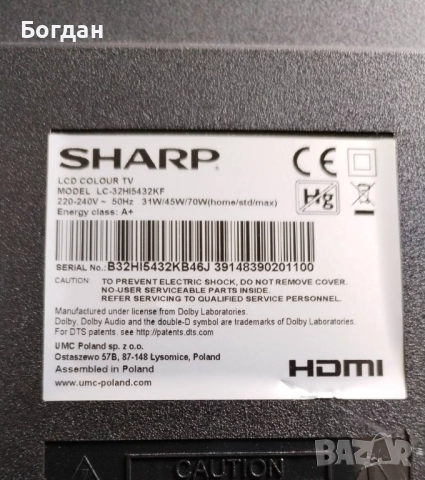 Богдан
SHARP
LCD COLOUR TV
MODEL LC-32HI5432KF
220-240V ~ 50Hz 31W/45W/70W(home/std/max)
Energy class: A+
CE
Hg
SERIAL No.: B32HI5432KB46J 39148390201100
CAUTION: TO PREVENT ELECTRIC SHOCK, DO NOT REMOVE COVER.
NO-USER SERVICEABLE PARTS INSIDE.
REFER SERVICING TO QUALIFIED SERVICE PERSONNEL.
Manufactured under license from Dolby Laboratories.
Dolby, Dolby Audio and the double-D symbol are trademarks of Dolby Laboratories.
For DTS patents, see http://patents.dts.com
UMC Poland sp. z o.o.
Ostaszewo 57B, 87-148 Lysomice, Poland
Assembled in Poland
www.umc-poland.com
HDMI
CAUTION
BAZAR